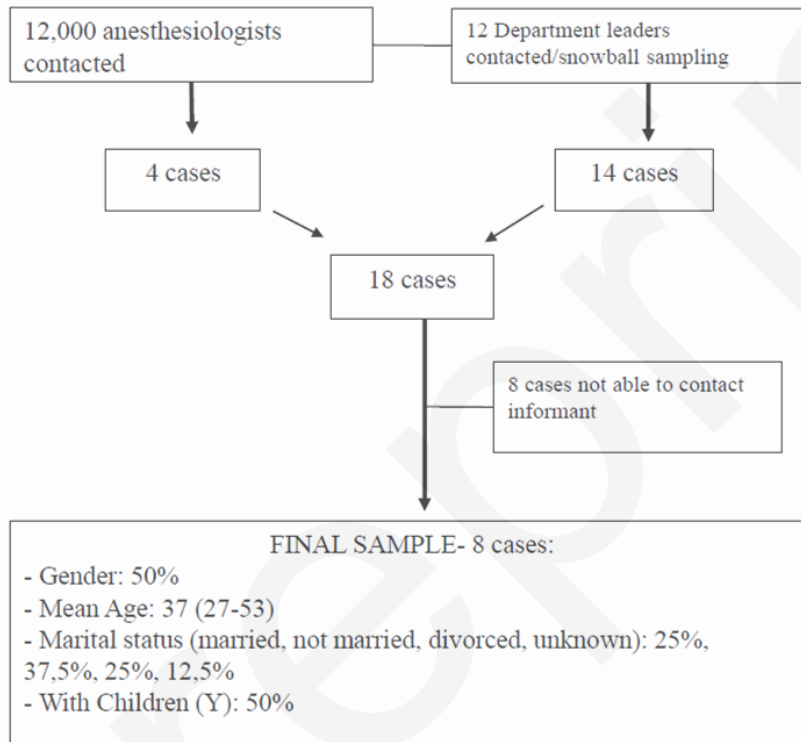 12,000 anesthesiologists
contacted
12 Department leaders
contacted/snowball sampling
4 cases
14 cases
18 cases
8 cases not able to contact
informant
FINAL SAMPLE- 8 cases:
- Gender: 50%
- Mean Age: 37 (27-53)
- Marital status (married, not married, divorced, unknown): 25%,
37,5%, 25%, 12,5%
- With Children (Y): 50%